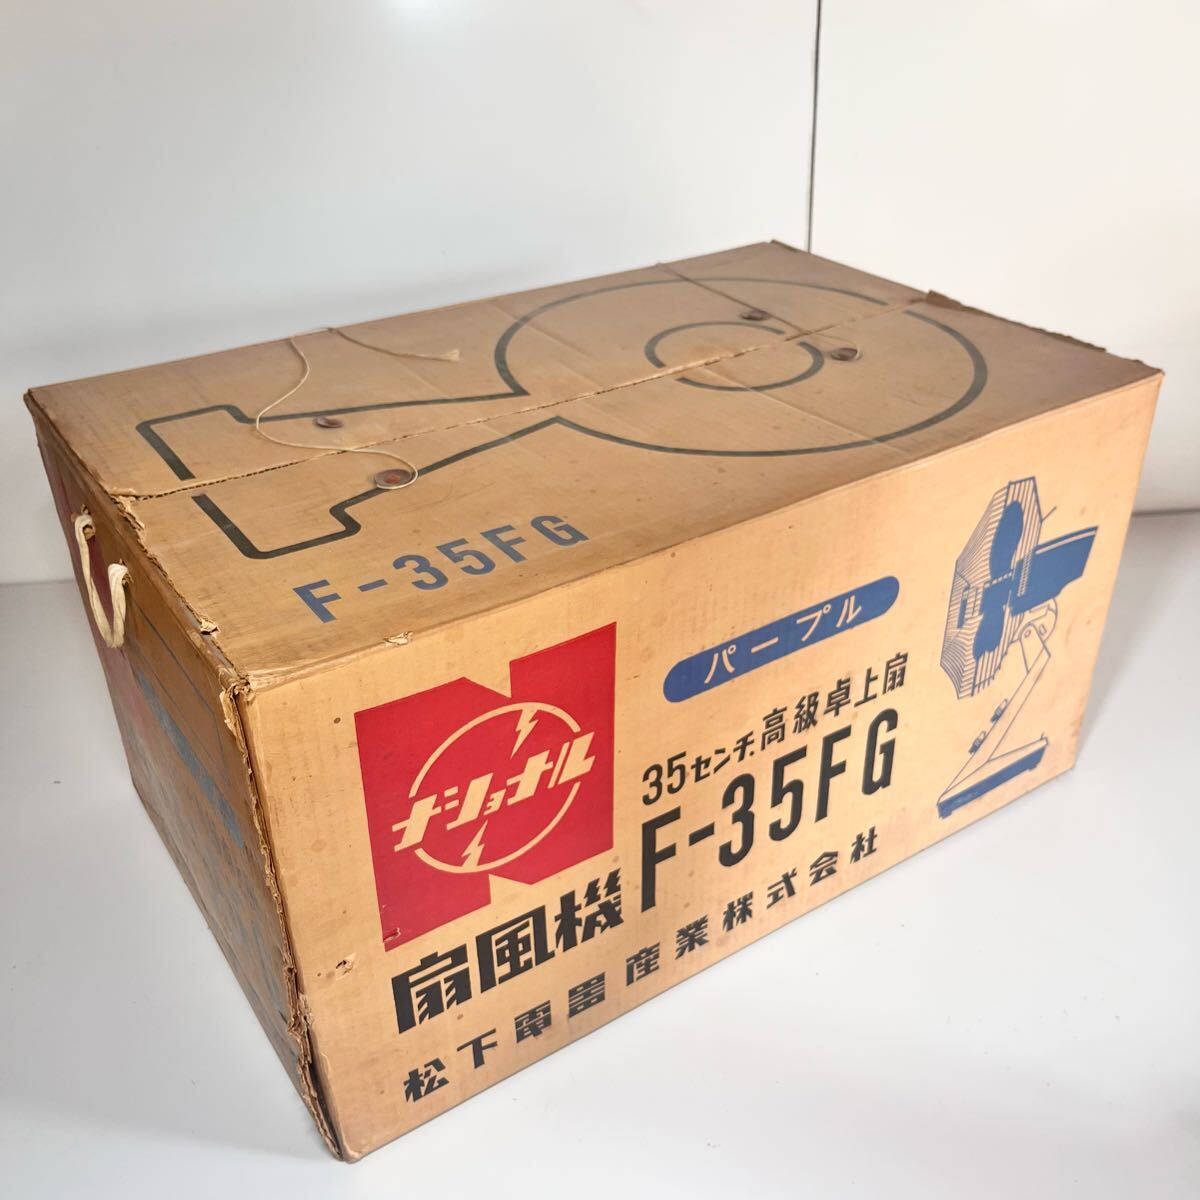 F-35FG
パープル
ナショナル
35センチ高級卓上扇
F-35FG
扇風機
松下電器産業株式会社